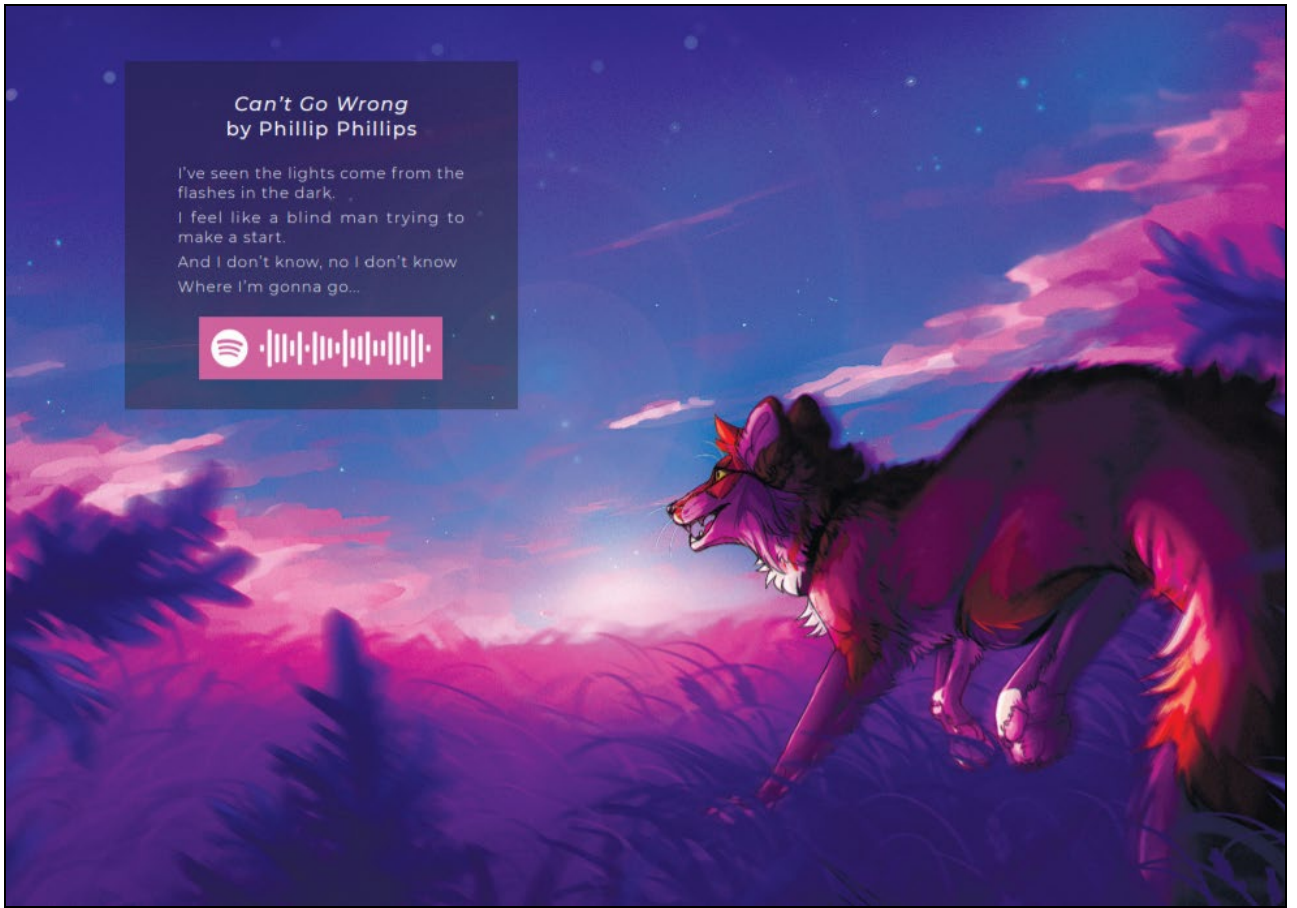 Can't Go Wrong
by Phillip Phillips
I've seen the lights come from the
flashes in the dark.
I feel like a blind man trying to
make a start.
And I don't know, no I don't know
Where I'm gonna go...